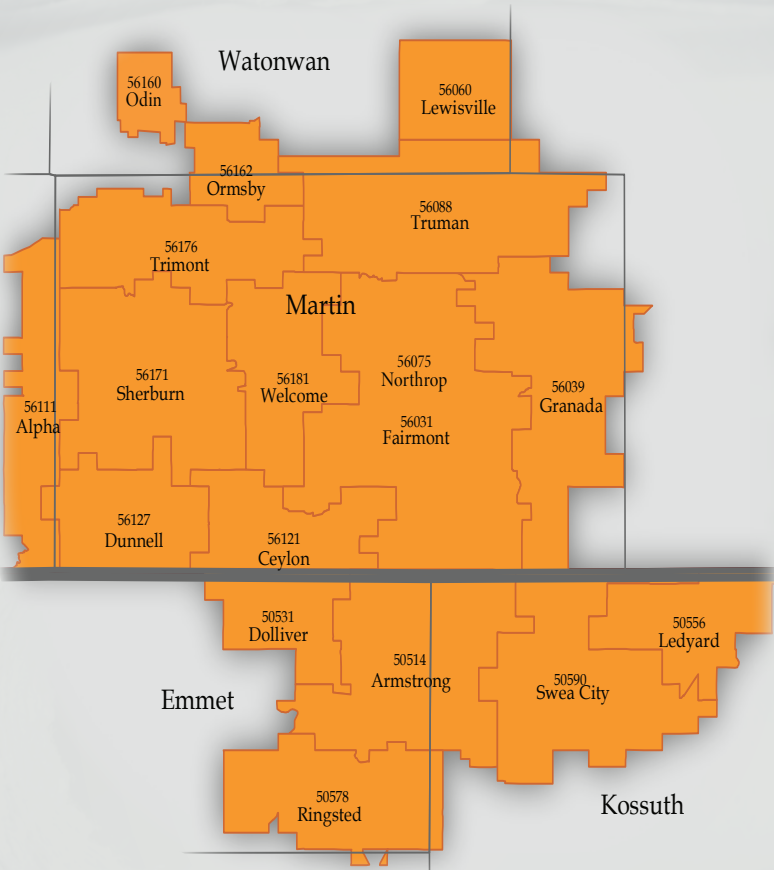 Watonwan
56160
Odin
56060
Lewisville
56162
Ormsby
56088
Truman
56176
Trimont
Martin
56171
Sherburn
56181
Welcome
56075
Northrop
56039
Granada
56111
Alpha
56031
Fairmont
56127
Dunnell
56121
Ceylon
50531
Dolliver
50556
Ledyard
50514
Armstrong
50590
Swea City
Emmet
50578
Ringsted
Kossuth